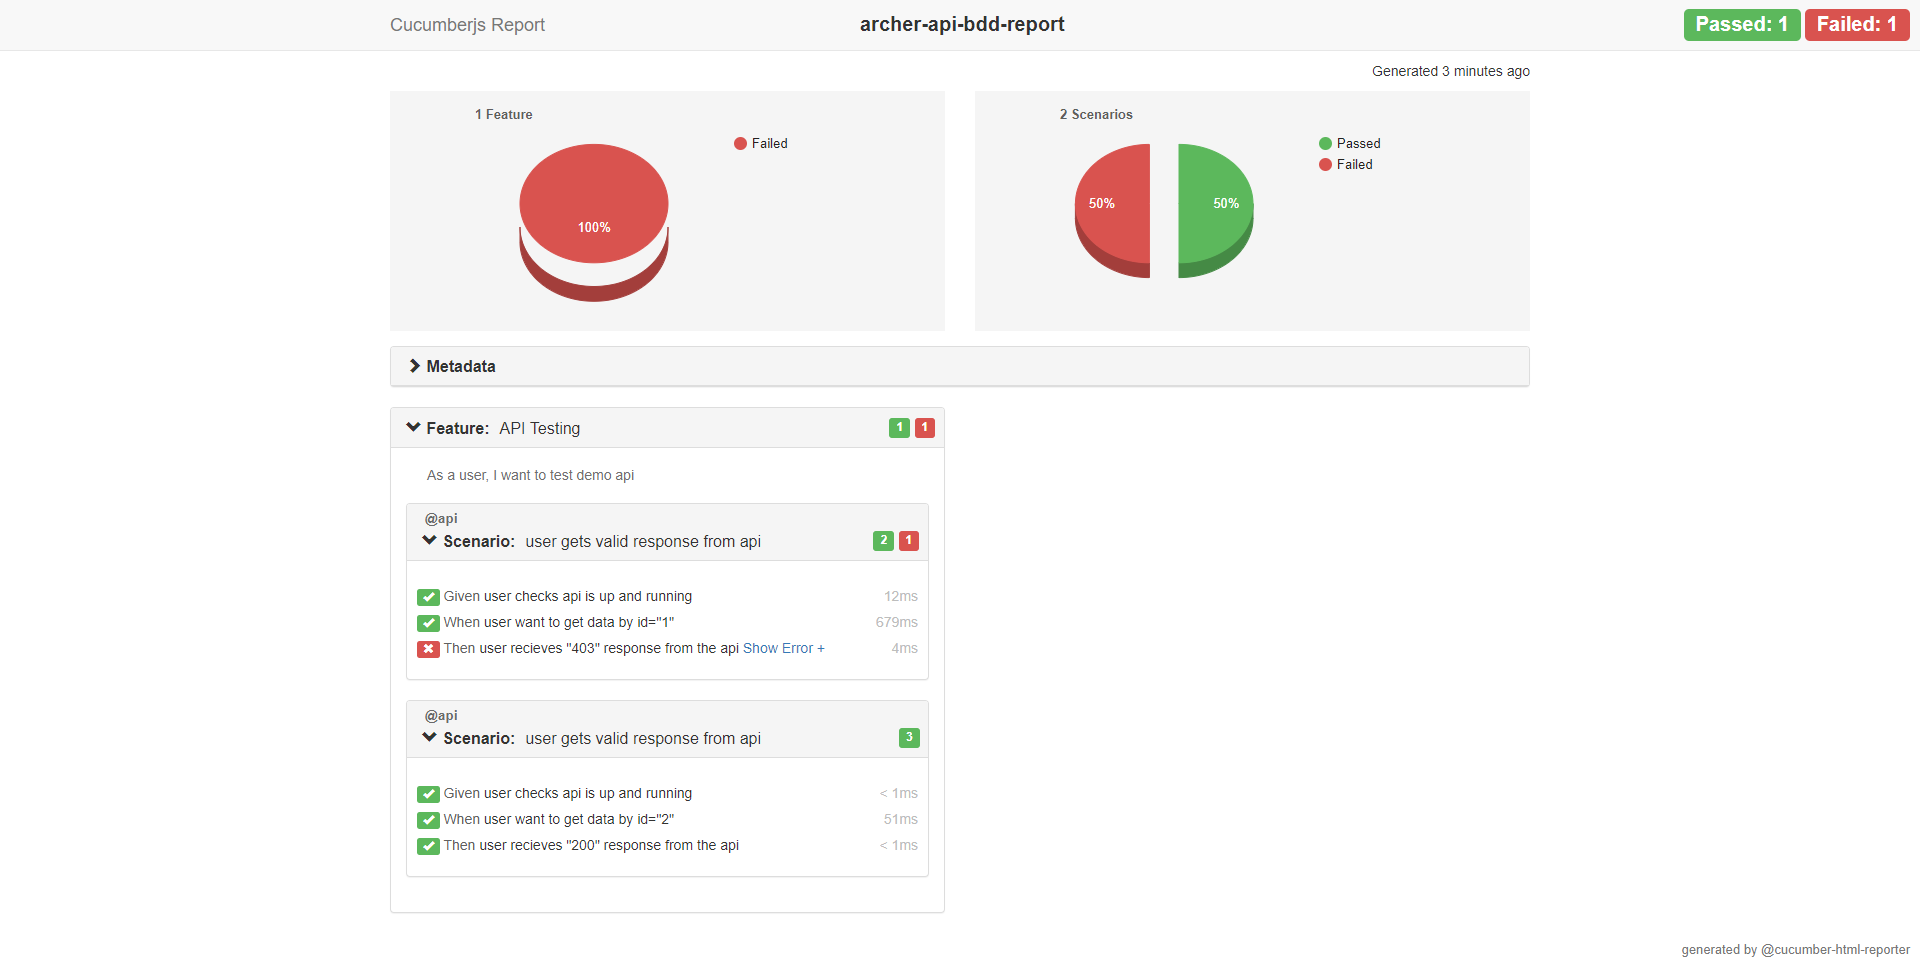 Cucumberjs Report
archer-api-bdd-report
Passed: 1 Failed: 1
Generated 3 minutes ago
1 Feature
Failed
100%
2 Scenarios
Passed
Failed
50%
50%
Metadata
Feature: API Testing 1 1
As a user, I want to test demo api
@api
Scenario: user gets valid response from api 2 1
Given user checks api is up and running 12ms
When user want to get data by id="1" 679ms
Then user recieves "403" response from the api Show Error + 4ms
@api
Scenario: user gets valid response from api 3
Given user checks api is up and running < 1ms
When user want to get data by id="2" 51ms
Then user recieves "200" response from the api < 1ms
generated by @cucumber-html-reporter